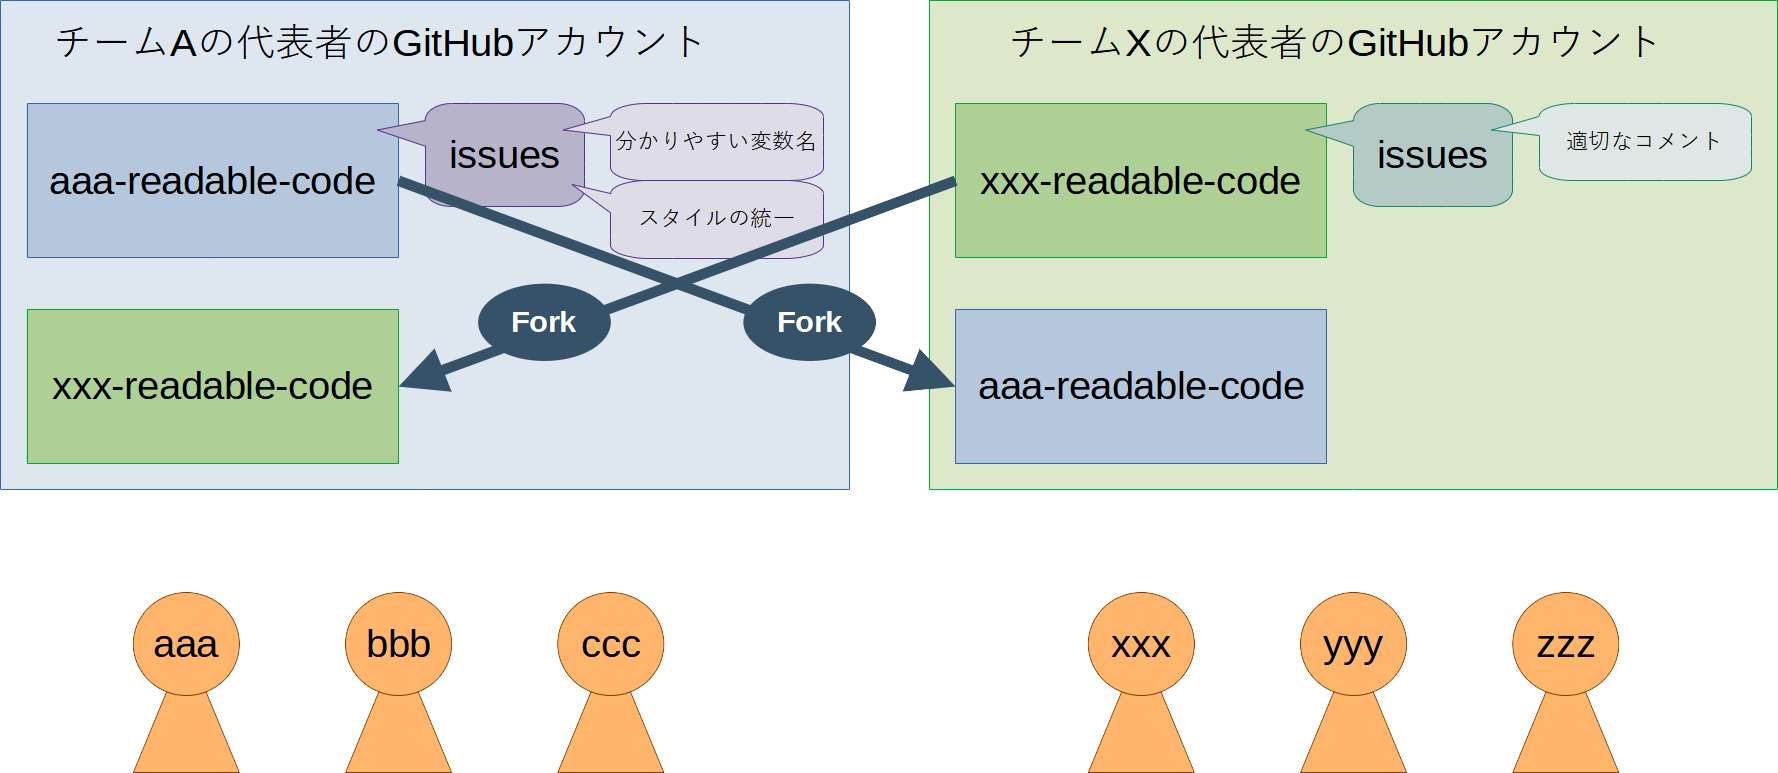 チームAの代表者のGitHubアカウント
aaa-readable-code
issues
分かりやすい変数名
スタイルの統一
Fork
xxx-readable-code
チームXの代表者のGitHubアカウント
xxx-readable-code
issues
適切なコメント
Fork
aaa-readable-code
aaa
bbb
ccc
xxx
yyy
zzz